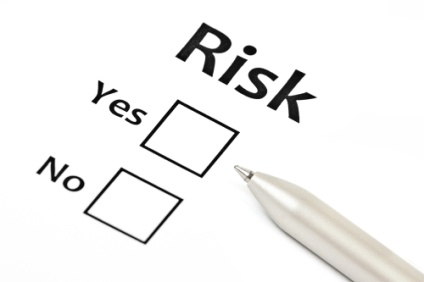 Risk
Yes
No